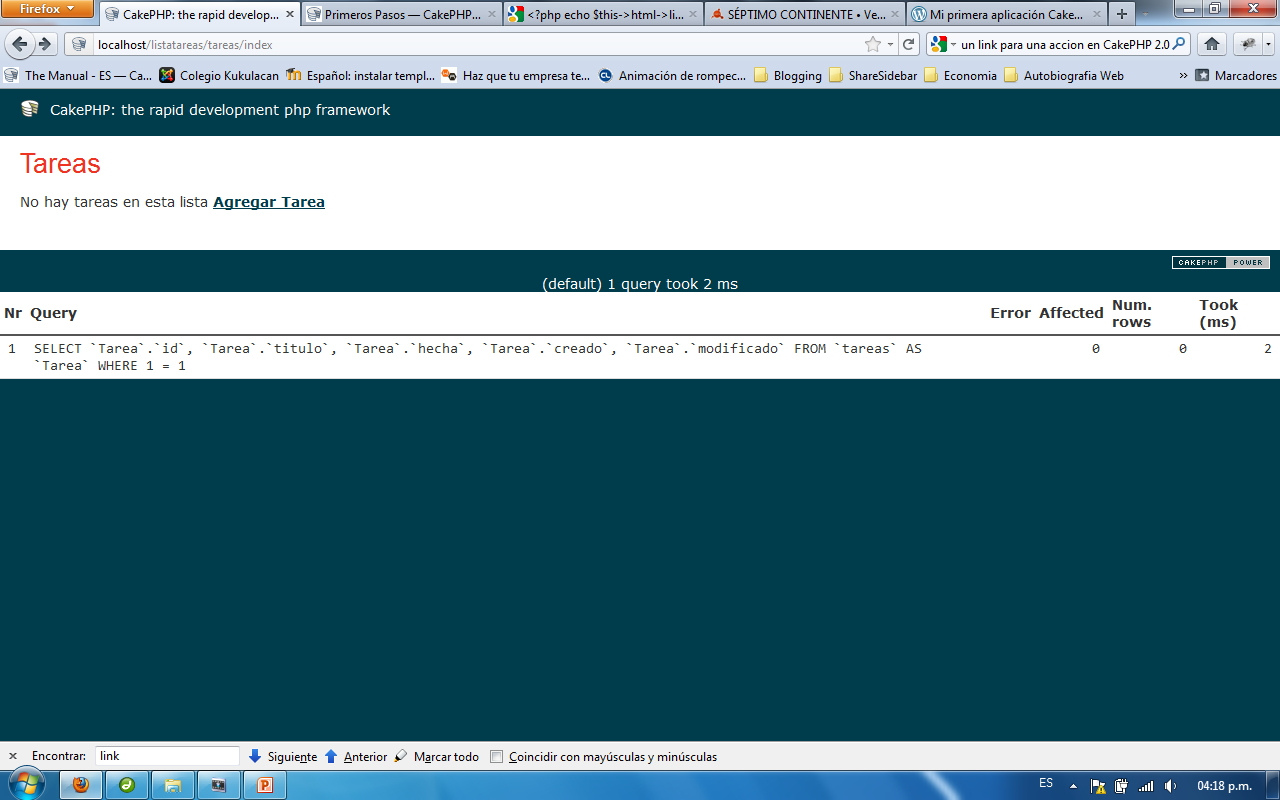 Firefox
CakePHP: the rapid develop...
Primeros Pasos — CakePHP...
<?php echo $this->html->li...
SÉPTIMO CONTINENTE • Ve...
Mi primera aplicación Cake...
localhost/listatareas/tareas/index
un link para una accion en CakePHP 2.0
The Manual - ES — Ca...
Colegio Kukulacan
Español: instalar templ...
Haz que tu empresa te...
Animación de rompec...
Blogging
ShareSidebar
Economia
Autobiografia Web
»
Marcadores
CakePHP: the rapid development php framework
Tareas
No hay tareas en esta lista Agregar Tarea
CAKEPHP POWER
(default) 1 query took 2 ms
Nr Query Error Affected Num. rows Took (ms)
1 SELECT `Tarea`.`id`, `Tarea`.`titulo`, `Tarea`.`hecha`, `Tarea`.`creado`, `Tarea`.`modificado` FROM `tareas` AS 0 0 2
`Tarea` WHERE 1 = 1
Encontrar: link Siguiente Anterior Marcar todo Coincidir con mayúsculas y minúsculas
ES 04:18 p.m.